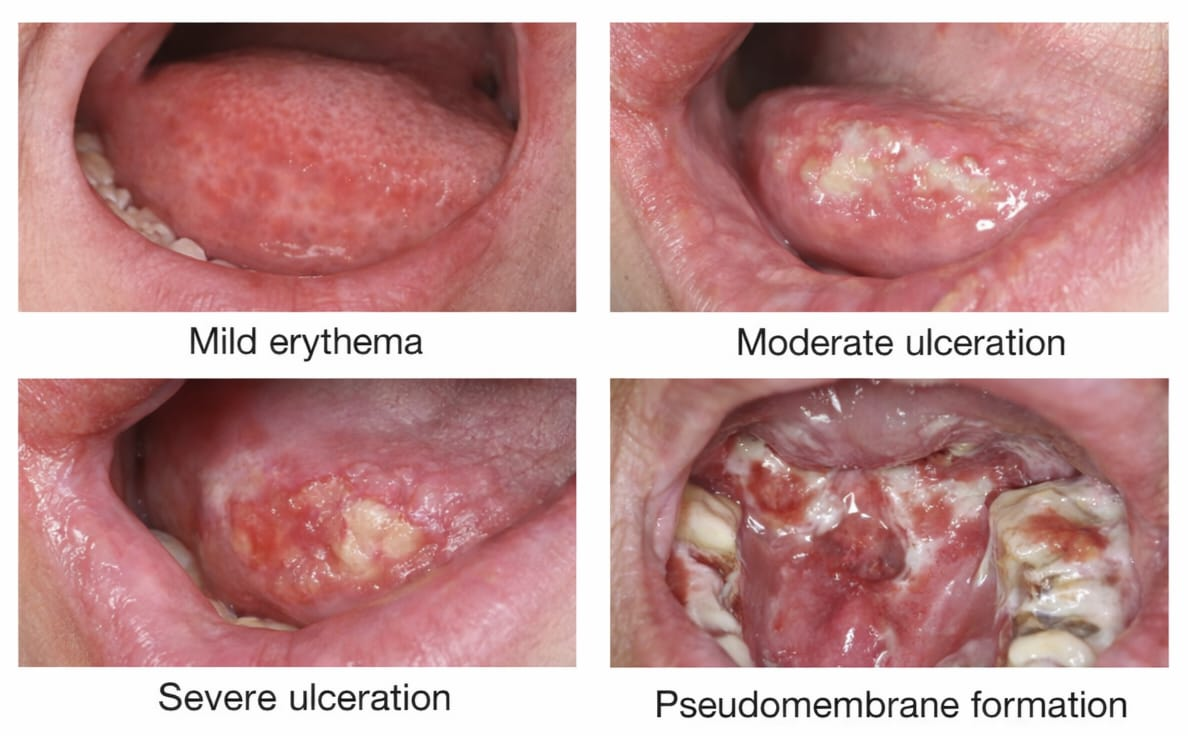 Mild erythema
Moderate ulceration
Severe ulceration
Pseudomembrane formation